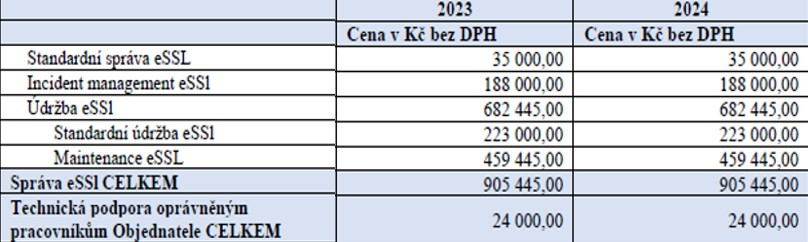 2023 2024
Cena v Kč bez DPH Cena v Kč bez DPH
Standardní správa eSSL 35 000,00 35 000,00
Incident management eSSl 188 000,00 188 000,00
Údržba eSSl 682 445,00 682 445,00
Standardní údržba eSSl 223 000,00 223 000,00
Maintenance eSSL 459 445,00 459 445,00
Správa eSSl CELKEM 905 445,00 905 445,00
Technická podpora oprávněným
pracovníkům Objednatele CELKEM 24 000,00 24 000,00